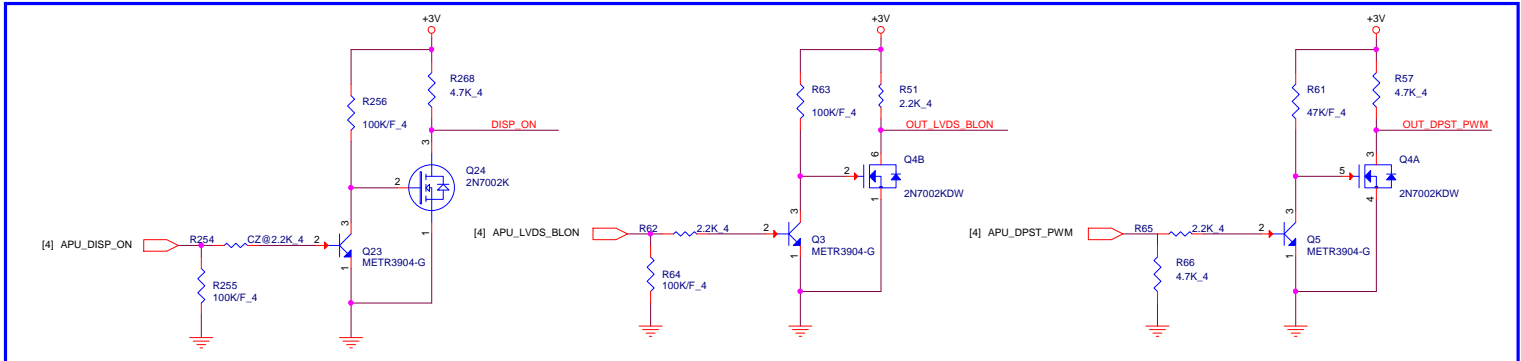 +3V
R268
4.7K_4
R256
100K/F_4
DISP_ON
3
Q24
2N7002K
2
1
[4] APU_DISP_ON
R254
CZ@2.2K_4
2
3
Q23
METR3904-G
1
R255
100K/F_4
+3V
R63
100K/F_4
R51
2.2K_4
OUT_LVDS_BLON
6
Q4B
2
2N7002KDW
1
[4] APU_LVDS_BLON
R62
2.2K_4
2
3
Q3
METR3904-G
1
R64
100K/F_4
+3V
R61
47K/F_4
R57
4.7K_4
OUT_DPST_PWM
3
Q4A
5
2N7002KDW
4
[4] APU_DPST_PWM
R65
2.2K_4
2
3
Q5
METR3904-G
1
R66
4.7K_4